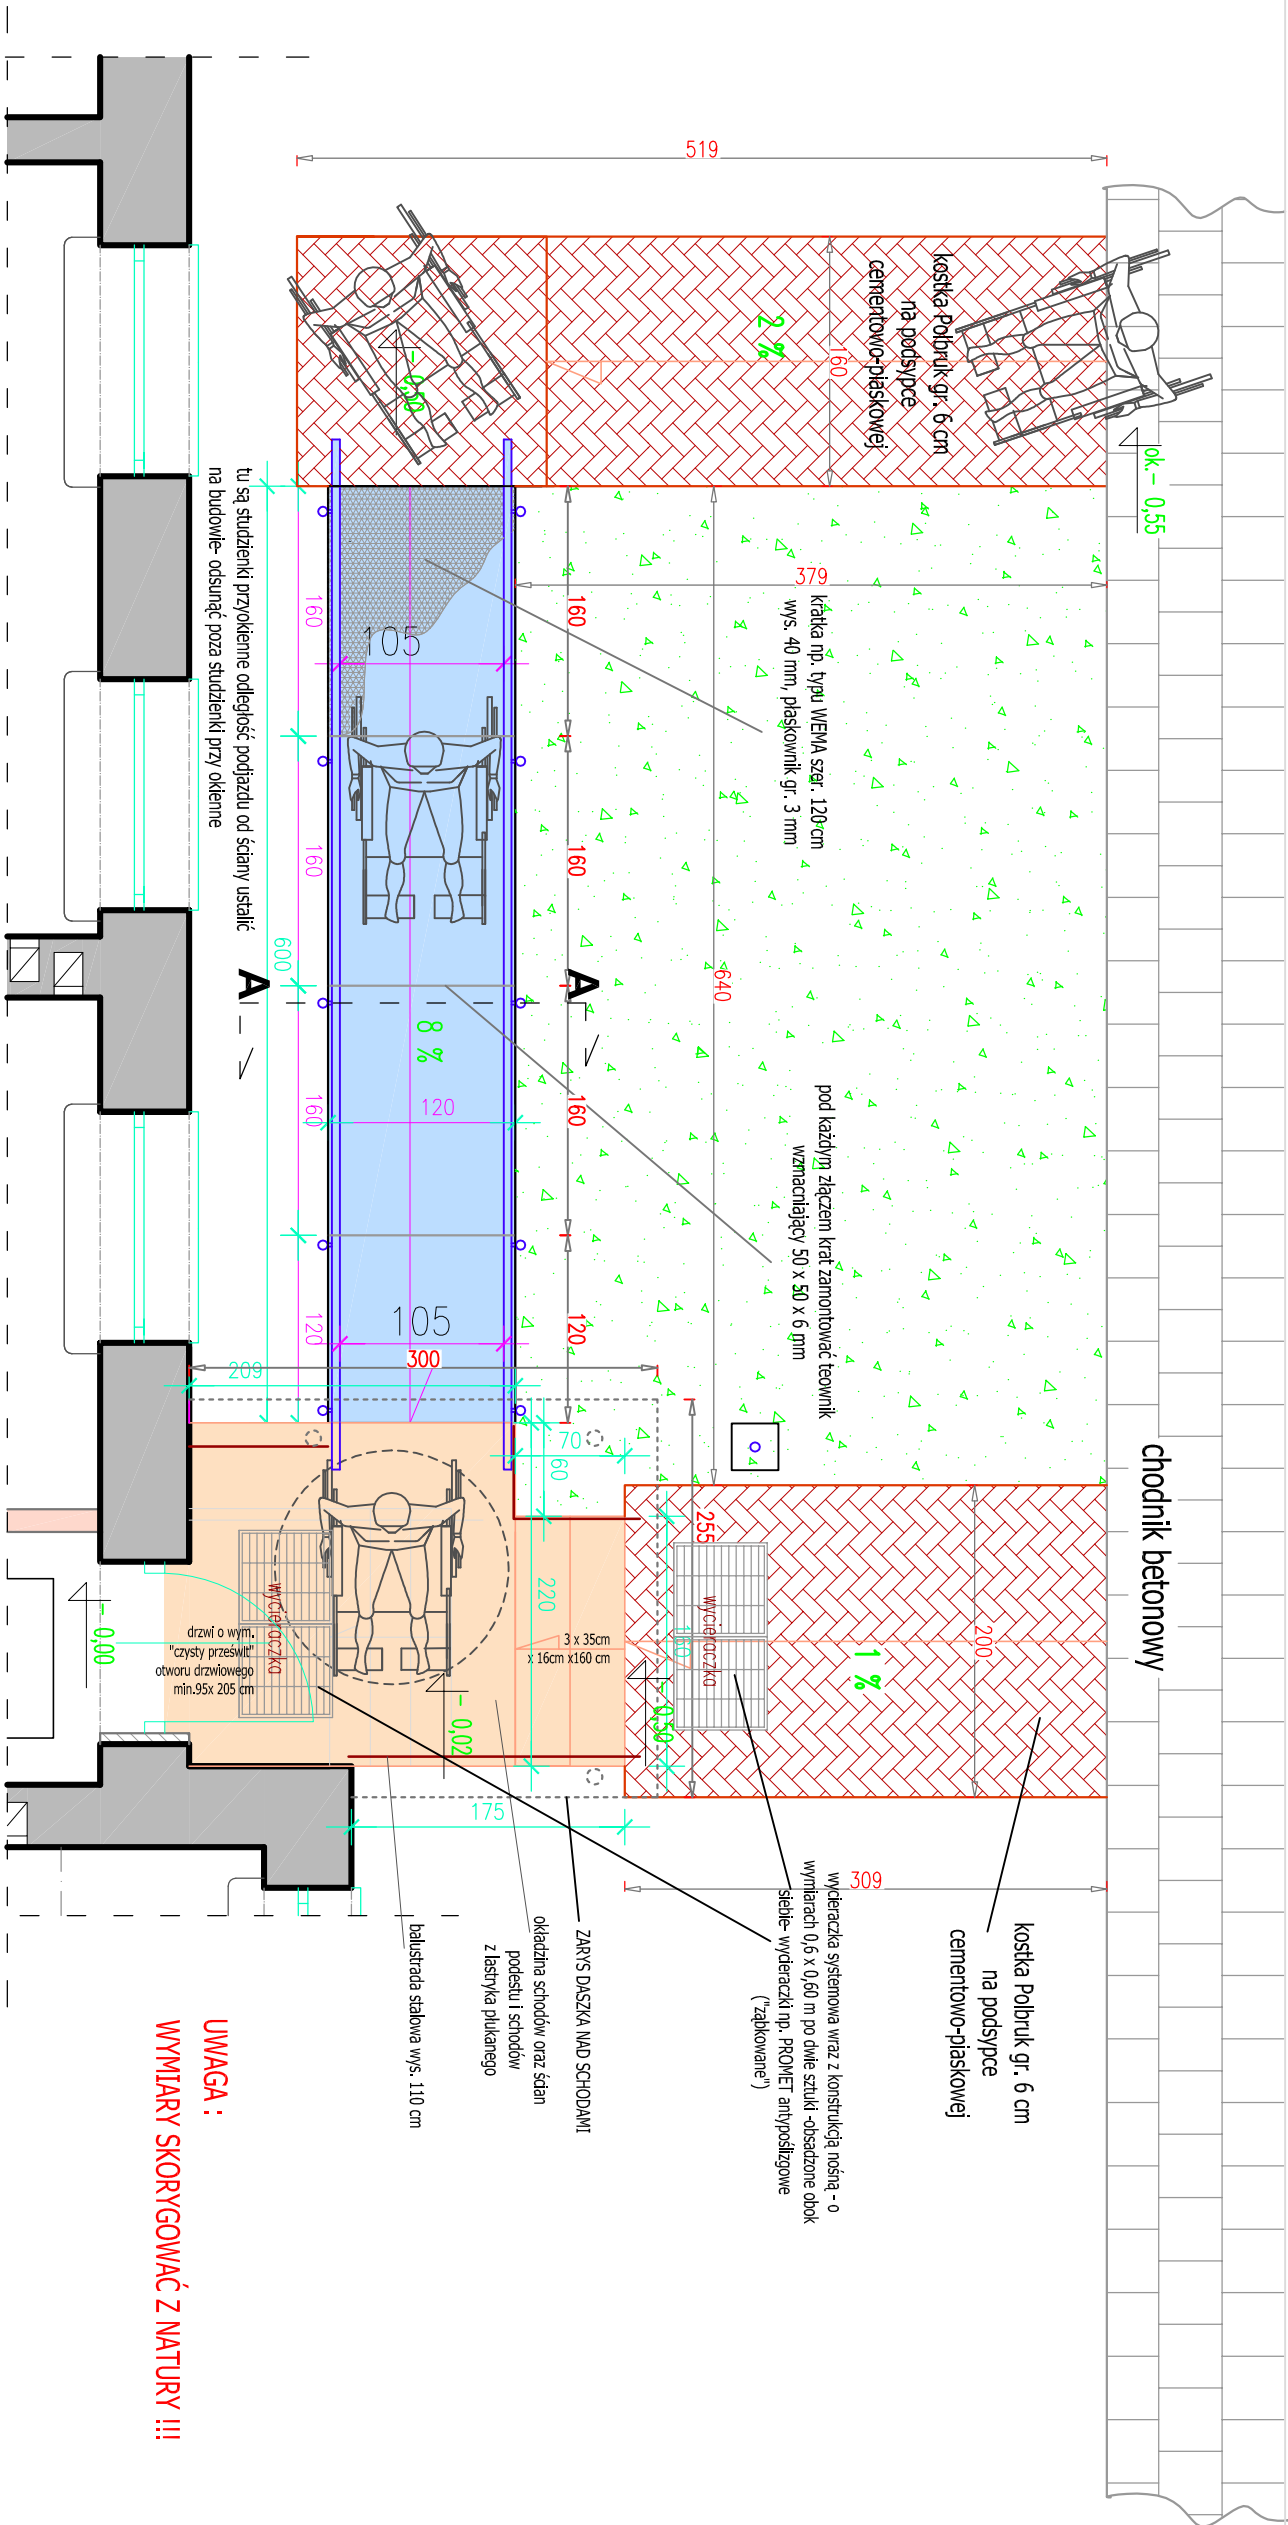 chodnik betonowy
ok.- 0,55
519
kostka Polbruk gr. 6 cm
na podsypce
cementowo-piaskowej
160
2 %
- 0,50
379
640
kratka np. typu WEMA szer. 120 cm
wys. 40 mm, płaskownik gr. 3 mm
pod każdym złączem krat zamontować teownik
wzmacniający 50 x 50 x 6 mm
160
160
160
120
A
A
105
8 %
120
105
300
160
160
160
120
600
209
tu są studzienki przyokienne odległość podjazdu od ściany ustalić
na budowie- odsunąć poza studzienki przy okienne
70
60
255
220
160
200
1 %
wycieraczka
- 0,50
3 x 35cm
x 16cm x160 cm
- 0,02
wycieraczka
drzwi o wym.
"czysty prześwit"
otworu drzwiowego
min.95x 205 cm
- 0,00
175
309
kostka Polbruk gr. 6 cm
na podsypce
cementowo-piaskowej
wycieraczka systemowa wraz z konstrukcją nośną - o
wymiarach 0,6 x 0,60 m po dwie sztuki -obsadzone obok
siebie- wycieraczki np. PROMET antypoślizgowe
("ząbkowane")
ZARYS DASZKA NAD SCHODAMI
okładzina schodów oraz ścian
podestu i schodów
z lastryka płukanego
balustrada stalowa wys. 110 cm
UWAGA :
WYMIARY SKORYGOWAĆ Z NATURY !!!